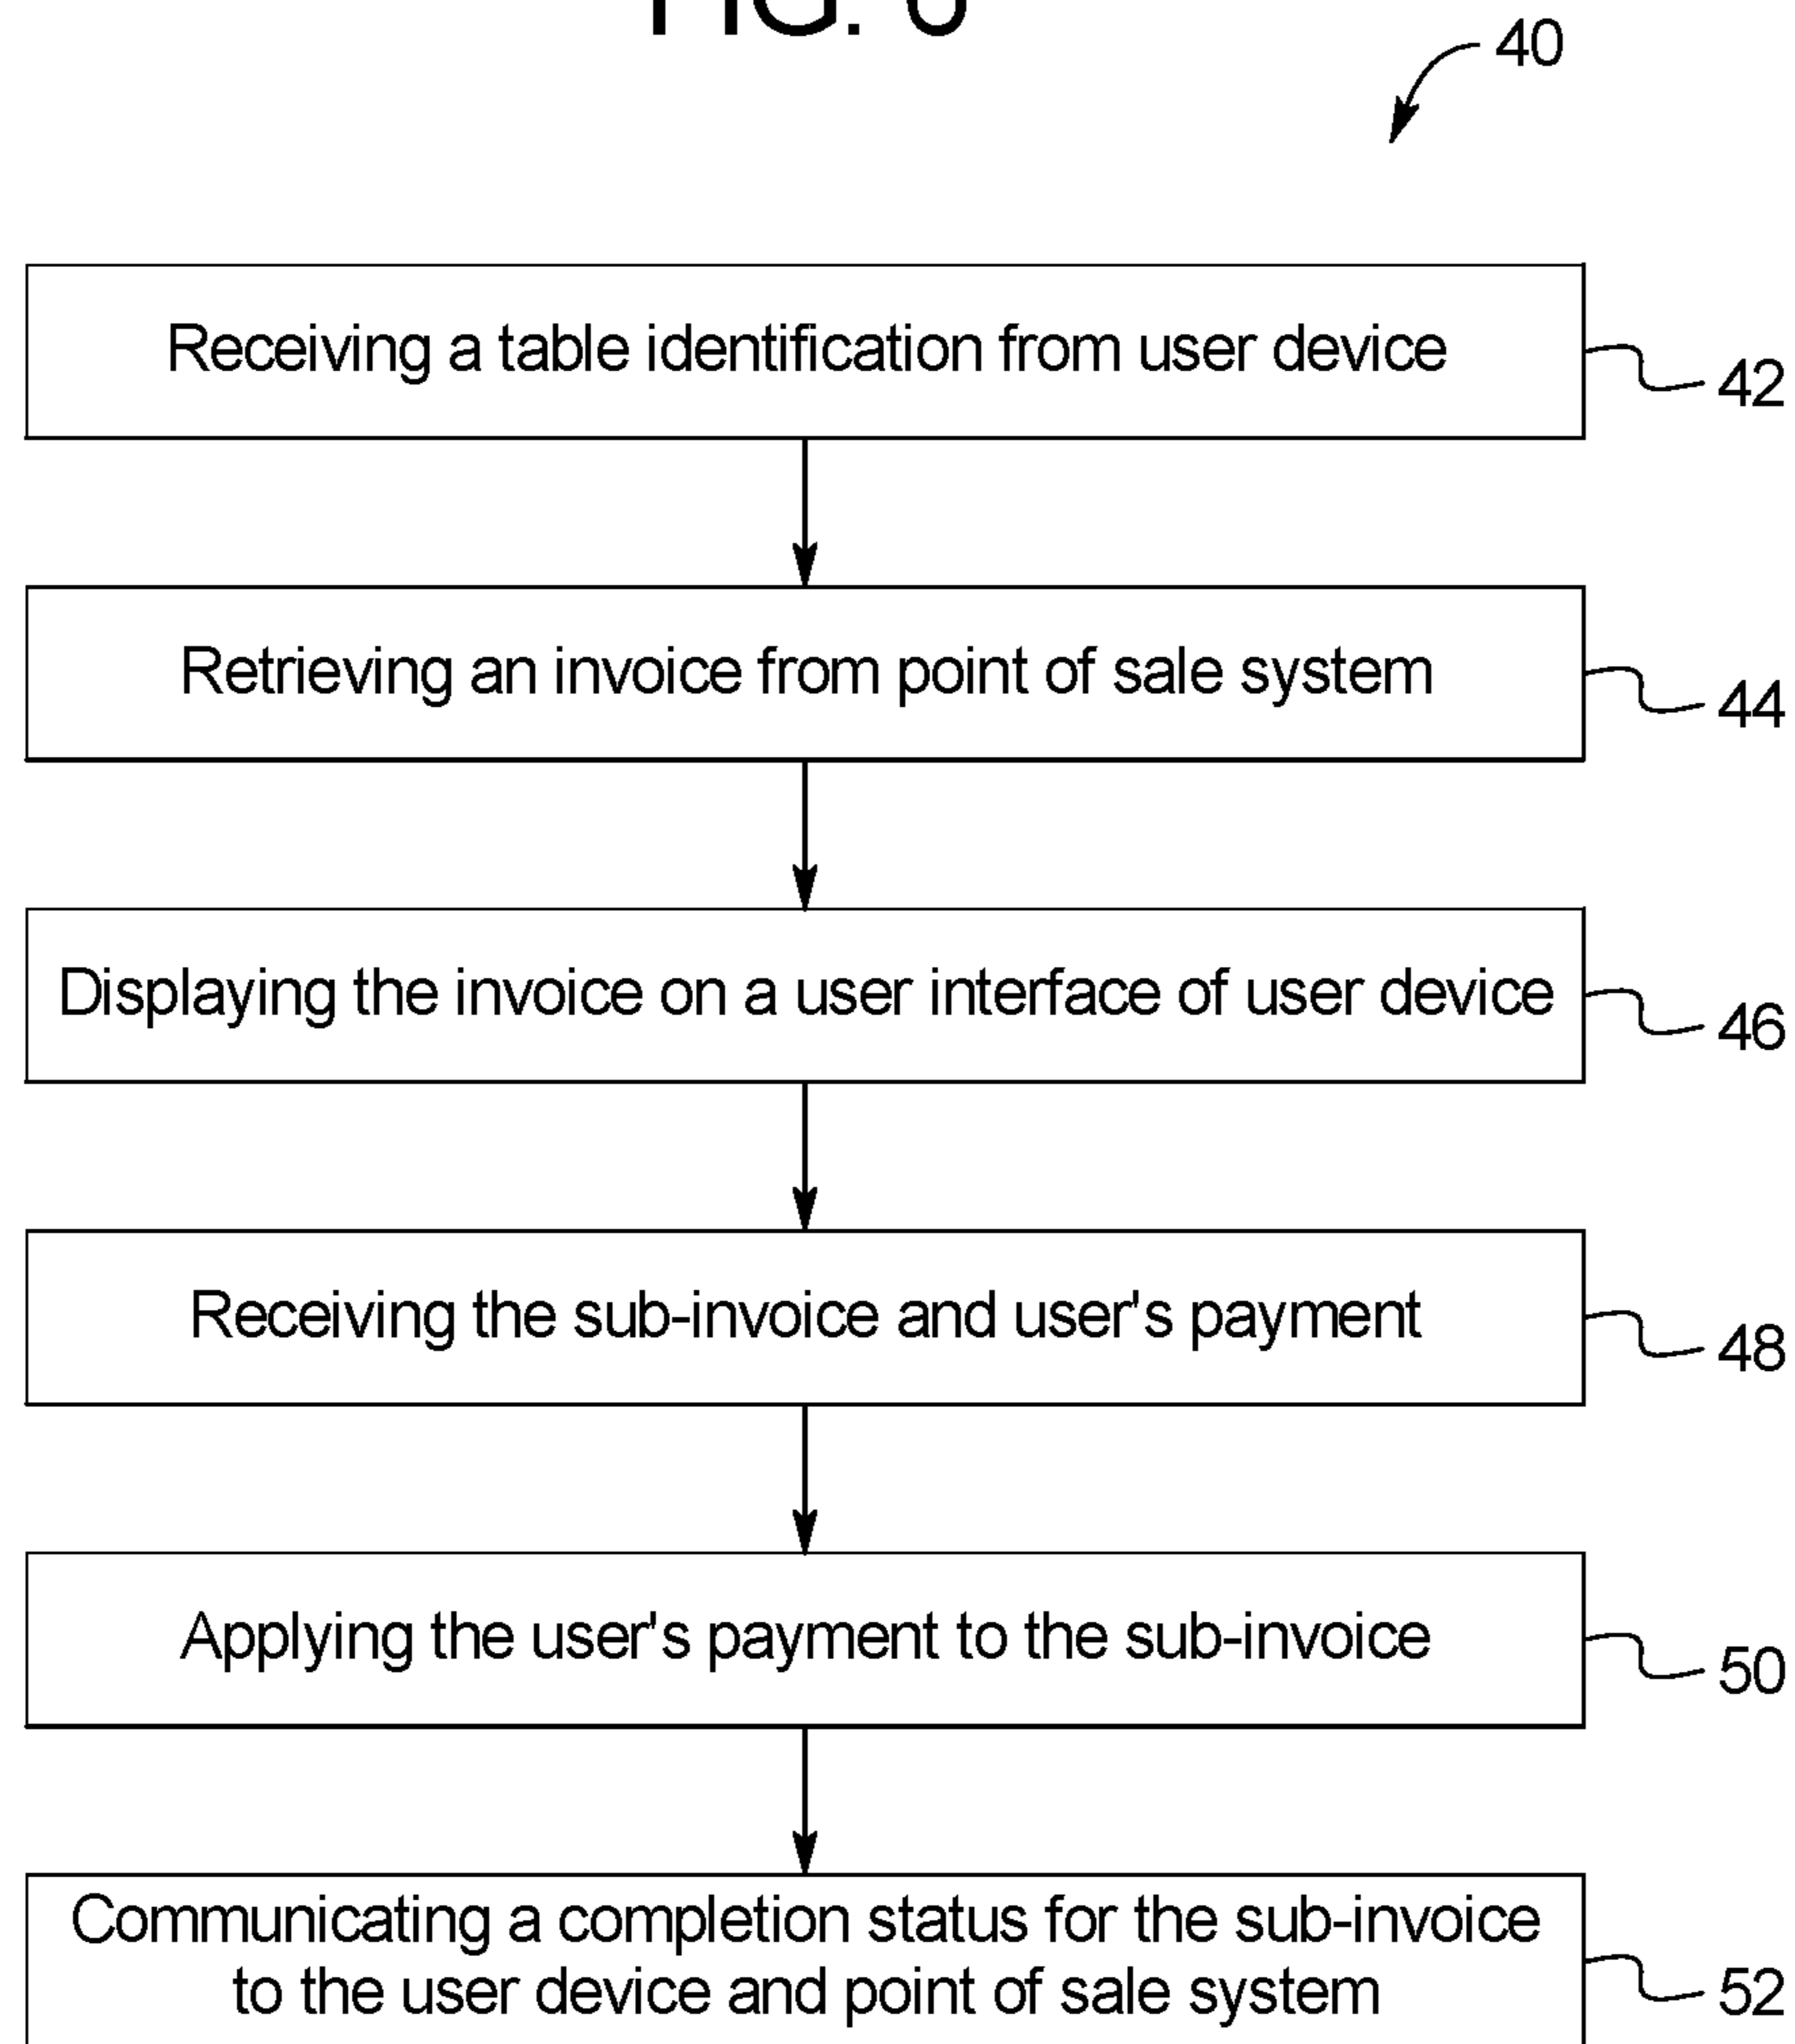 FIG.
40
Receiving a table identification from user device
42
Retrieving an invoice from point of sale system
44
Displaying the invoice on a user interface of user device
46
Receiving the sub-invoice and user's payment
48
Applying the user's payment to the sub-invoice
50
Communicating a completion status for the sub-invoice
to the user device and point of sale system
52